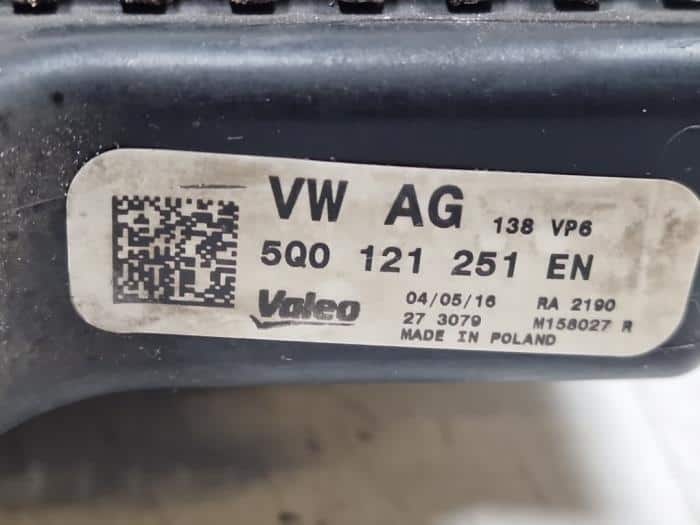 VW AG 138 VP6
5Q0 121 251 EN
Valeo 04/05/16 RA 2190
27 3079 M158027 R
MADE IN POLAND